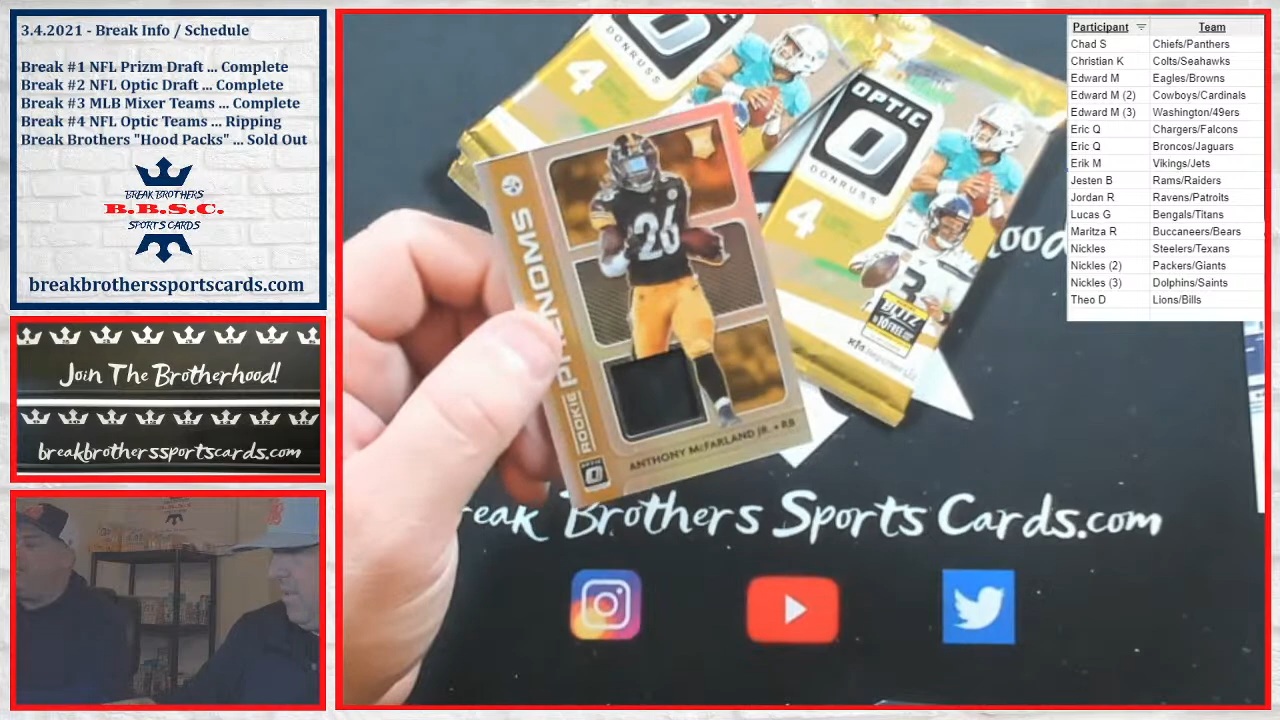 3.4.2021 - Break Info / Schedule
Break #1 NFL Prizm Draft ... Complete
Break #2 NFL Optic Draft ... Complete
Break #3 MLB Mixer Teams ... Complete
Break #4 NFL Optic Teams ... Ripping
Break Brothers "Hood Packs" ... Sold Out
BREAK BROTHERS
B.B.S.C.
SPORTS CARDS
breakbrotherssportscards.com
Join The Brotherhood!
breakbrotherssportscards.com
DONRUSS
4
OPTIC
DONRUSS
4
3
BLITZ
26
ROOKIE PHENOMS
OPTIC
ANTHONY McFARLAND JR. • RB
ood
reak Brothers Sports Cards.com
Participant Team
Chad S Chiefs/Panthers
Christian K Colts/Seahawks
Edward M Eagles/Browns
Edward M (2) Cowboys/Cardinals
Edward M (3) Washington/49ers
Eric Q Chargers/Falcons
Eric Q Broncos/Jaguars
Erik M Vikings/Jets
Jesten B Rams/Raiders
Jordan R Ravens/Patroits
Lucas G Bengals/Titans
Maritza R Buccaneers/Bears
Nickles Steelers/Texans
Nickles (2) Packers/Giants
Nickles (3) Dolphins/Saints
Theo D Lions/Bills